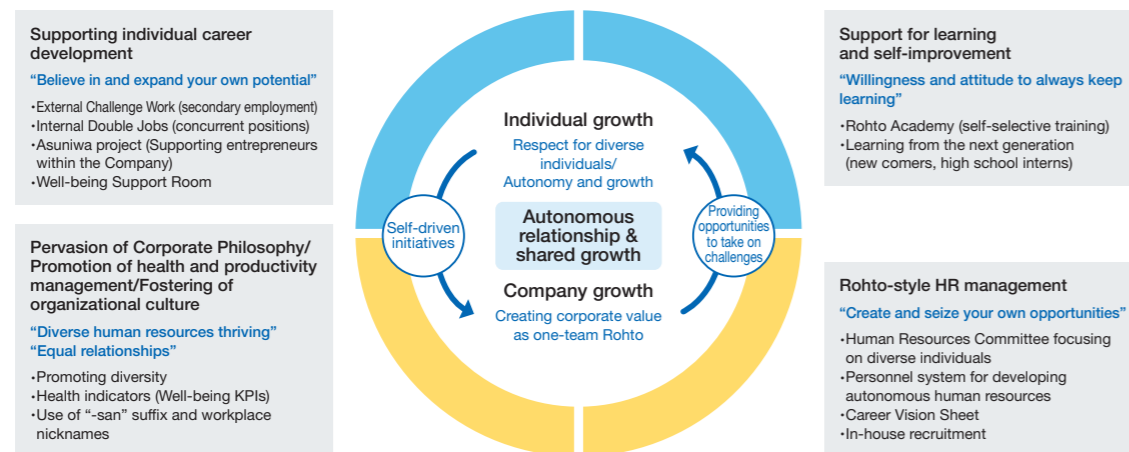 Supporting individual career
development
“Believe in and expand your own potential”
・External Challenge Work (secondary employment)
・Internal Double Jobs (concurrent positions)
・Asuniwa project (Supporting entrepreneurs
within the Company)
・Well-being Support Room
Pervasion of Corporate Philosophy/
Promotion of health and productivity
management/Fostering of
organizational culture
“Diverse human resources thriving”
“Equal relationships”
・Promoting diversity
・Health indicators (Well-being KPIs)
・Use of “-san” suffix and workplace
nicknames
Individual growth
Respect for diverse
individuals/
Autonomy and growth
Self-driven
initiatives
Autonomous
relationship &
shared growth
Providing
opportunities
to take on
challenges
Company growth
Creating corporate value
as one-team Rohto
Support for learning
and self-improvement
“Willingness and attitude to always keep
learning”
・Rohto Academy (self-selective training)
・Learning from the next generation
(new comers, high school interns)
Rohto-style HR management
“Create and seize your own opportunities”
・Human Resources Committee focusing
on diverse individuals
・Personnel system for developing
autonomous human resources
・Career Vision Sheet
・In-house recruitment